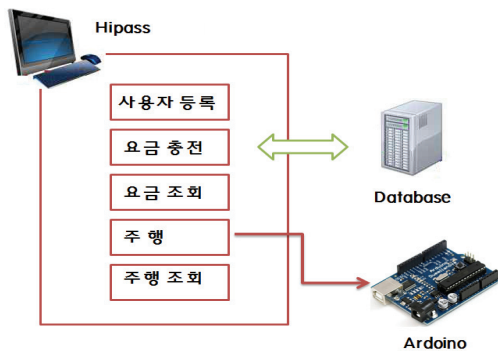 Hipass
사용자 등록
요금 충전
요금 조회
주 행
주행 조회
Database
Ardoino